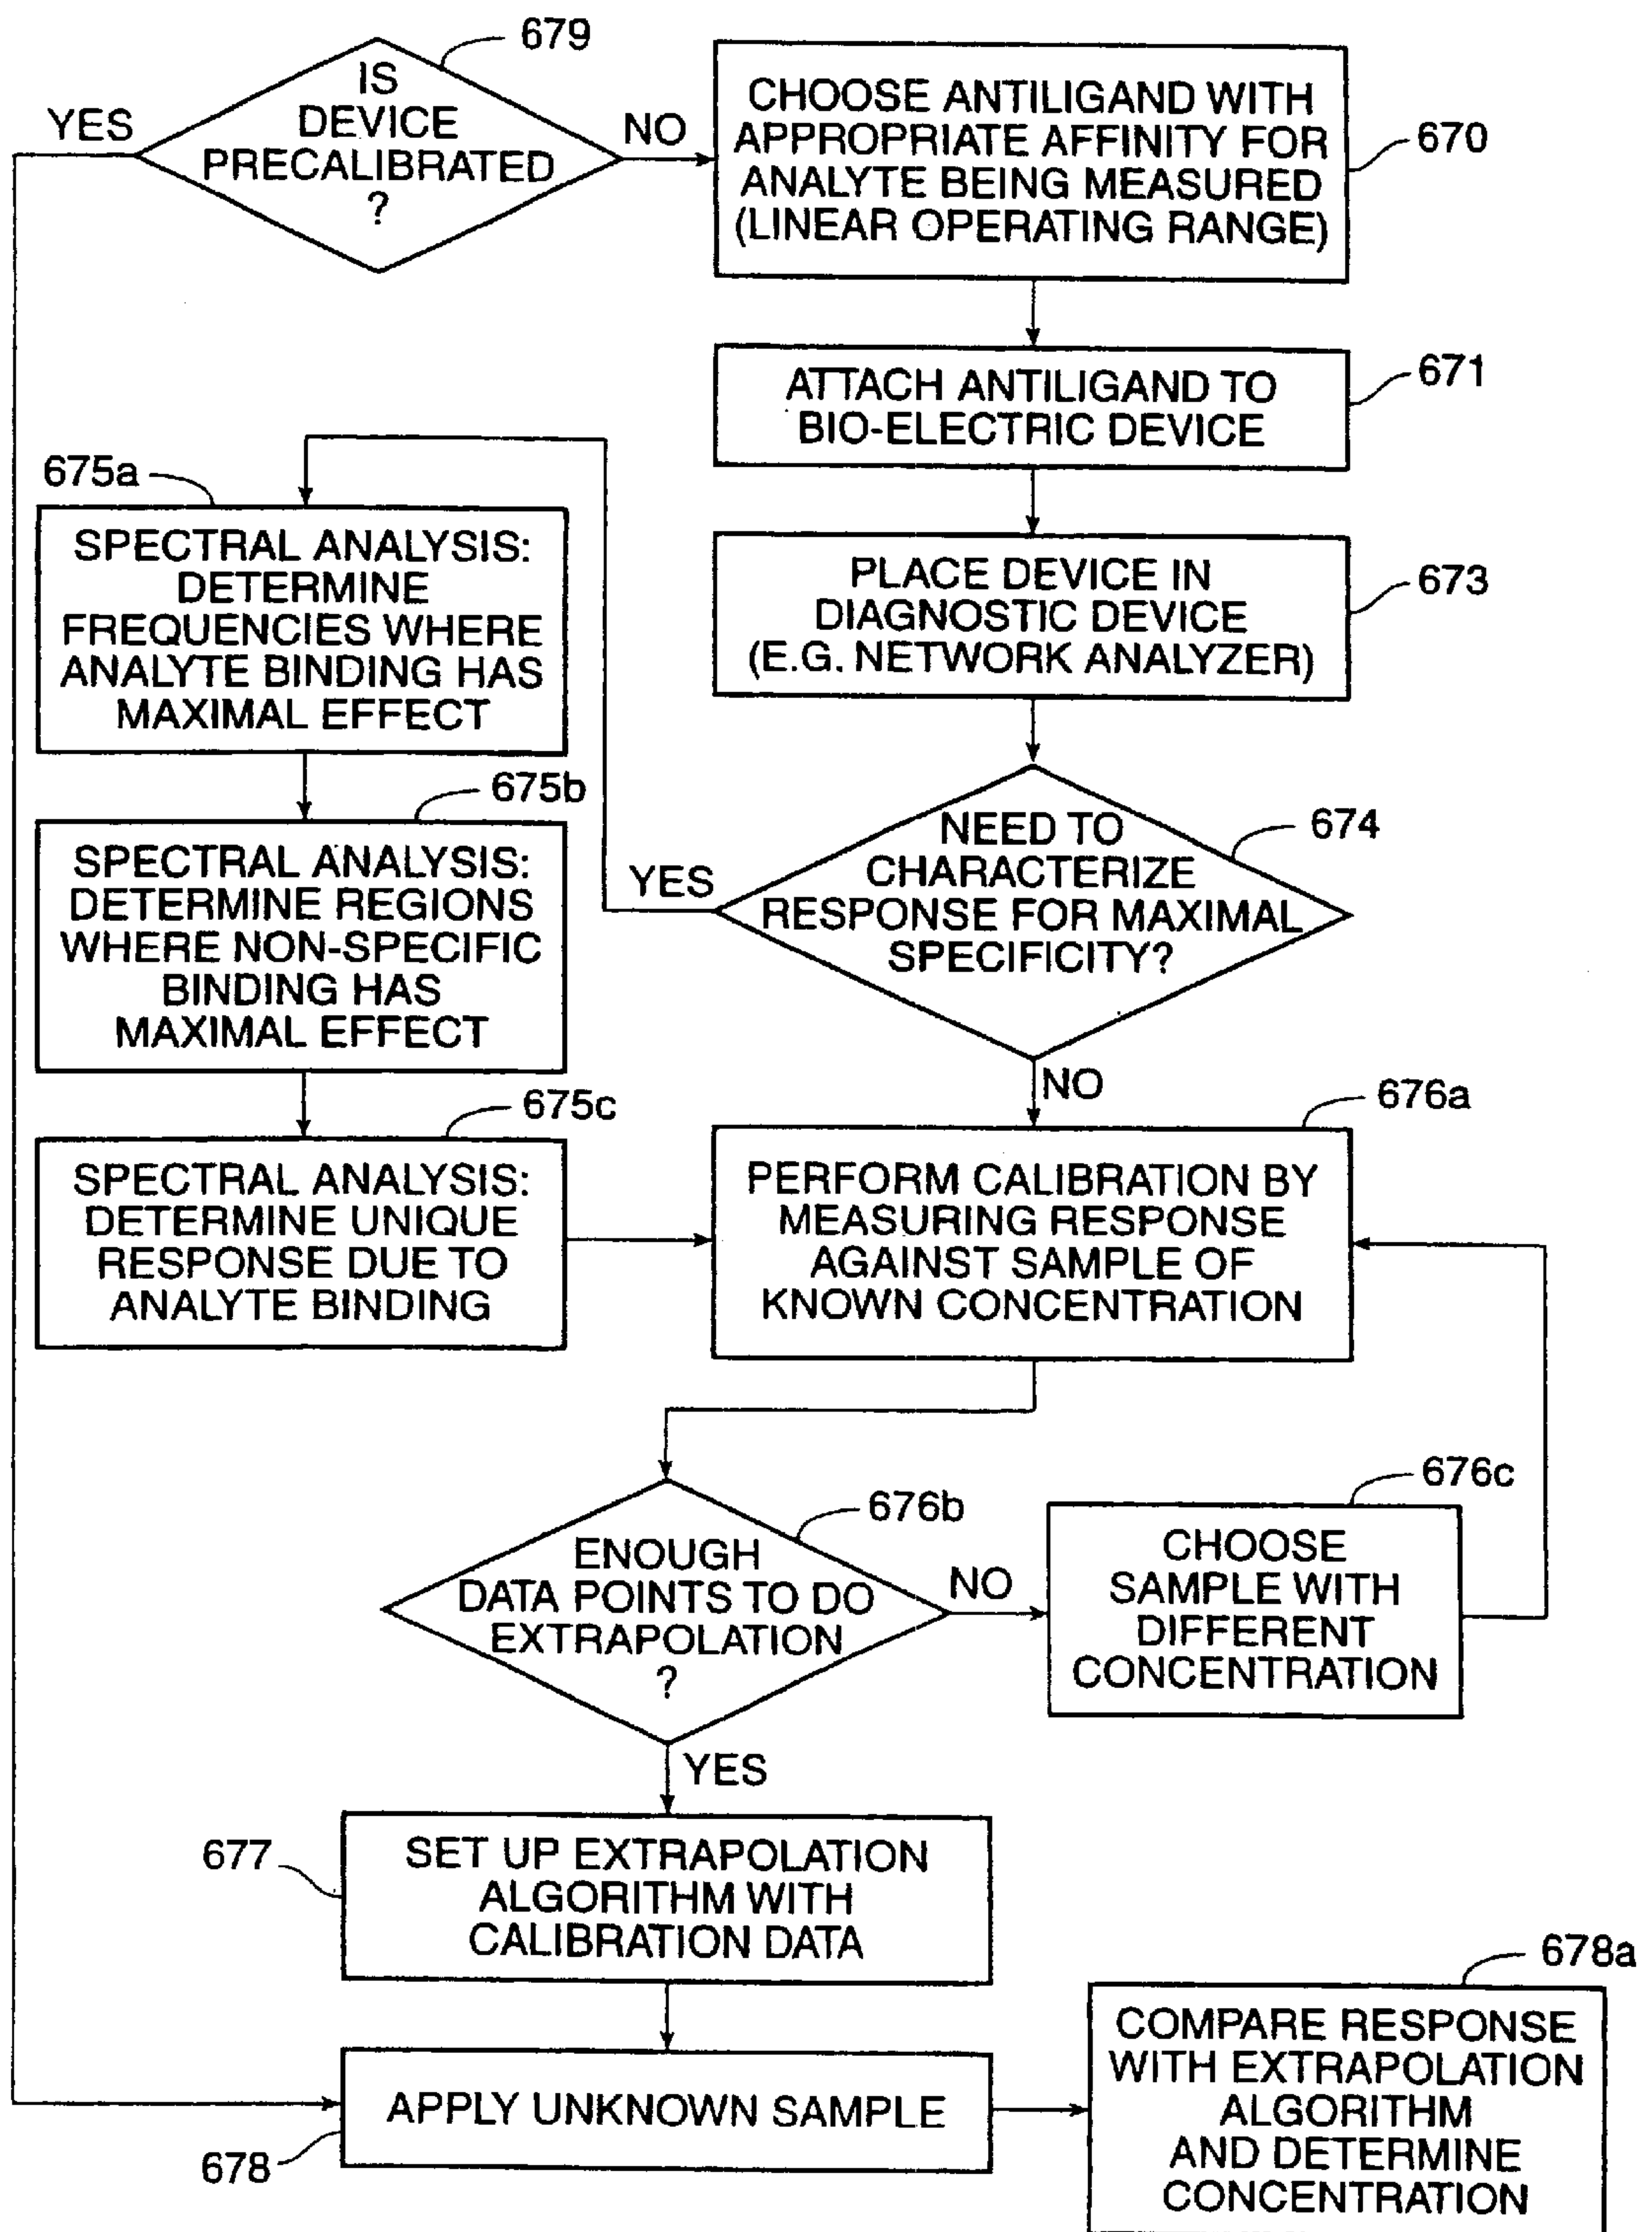 679
IS
DEVICE
PRECALIBRATED
?
YES
NO
CHOOSE ANTILIGAND WITH
APPROPRIATE AFFINITY FOR
ANALYTE BEING MEASURED
(LINEAR OPERATING RANGE)
670
ATTACH ANTILIGAND TO
BIO-ELECTRIC DEVICE
671
PLACE DEVICE IN
DIAGNOSTIC DEVICE
(E.G. NETWORK ANALYZER)
673
NEED TO
CHARACTERIZE
RESPONSE FOR MAXIMAL
SPECIFICITY?
674
YES
NO
675a
SPECTRAL ANALYSIS:
DETERMINE
FREQUENCIES WHERE
ANALYTE BINDING HAS
MAXIMAL EFFECT
675b
SPECTRAL ANALYSIS:
DETERMINE REGIONS
WHERE NON-SPECIFIC
BINDING HAS
MAXIMAL EFFECT
675c
SPECTRAL ANALYSIS:
DETERMINE UNIQUE
RESPONSE DUE TO
ANALYTE BINDING
676a
PERFORM CALIBRATION BY
MEASURING RESPONSE
AGAINST SAMPLE OF
KNOWN CONCENTRATION
676b
ENOUGH
DATA POINTS TO DO
EXTRAPOLATION
?
NO
676c
CHOOSE
SAMPLE WITH
DIFFERENT
CONCENTRATION
YES
677
SET UP EXTRAPOLATION
ALGORITHM WITH
CALIBRATION DATA
APPLY UNKNOWN SAMPLE
678
678a
COMPARE RESPONSE
WITH EXTRAPOLATION
ALGORITHM
AND DETERMINE
CONCENTRATION